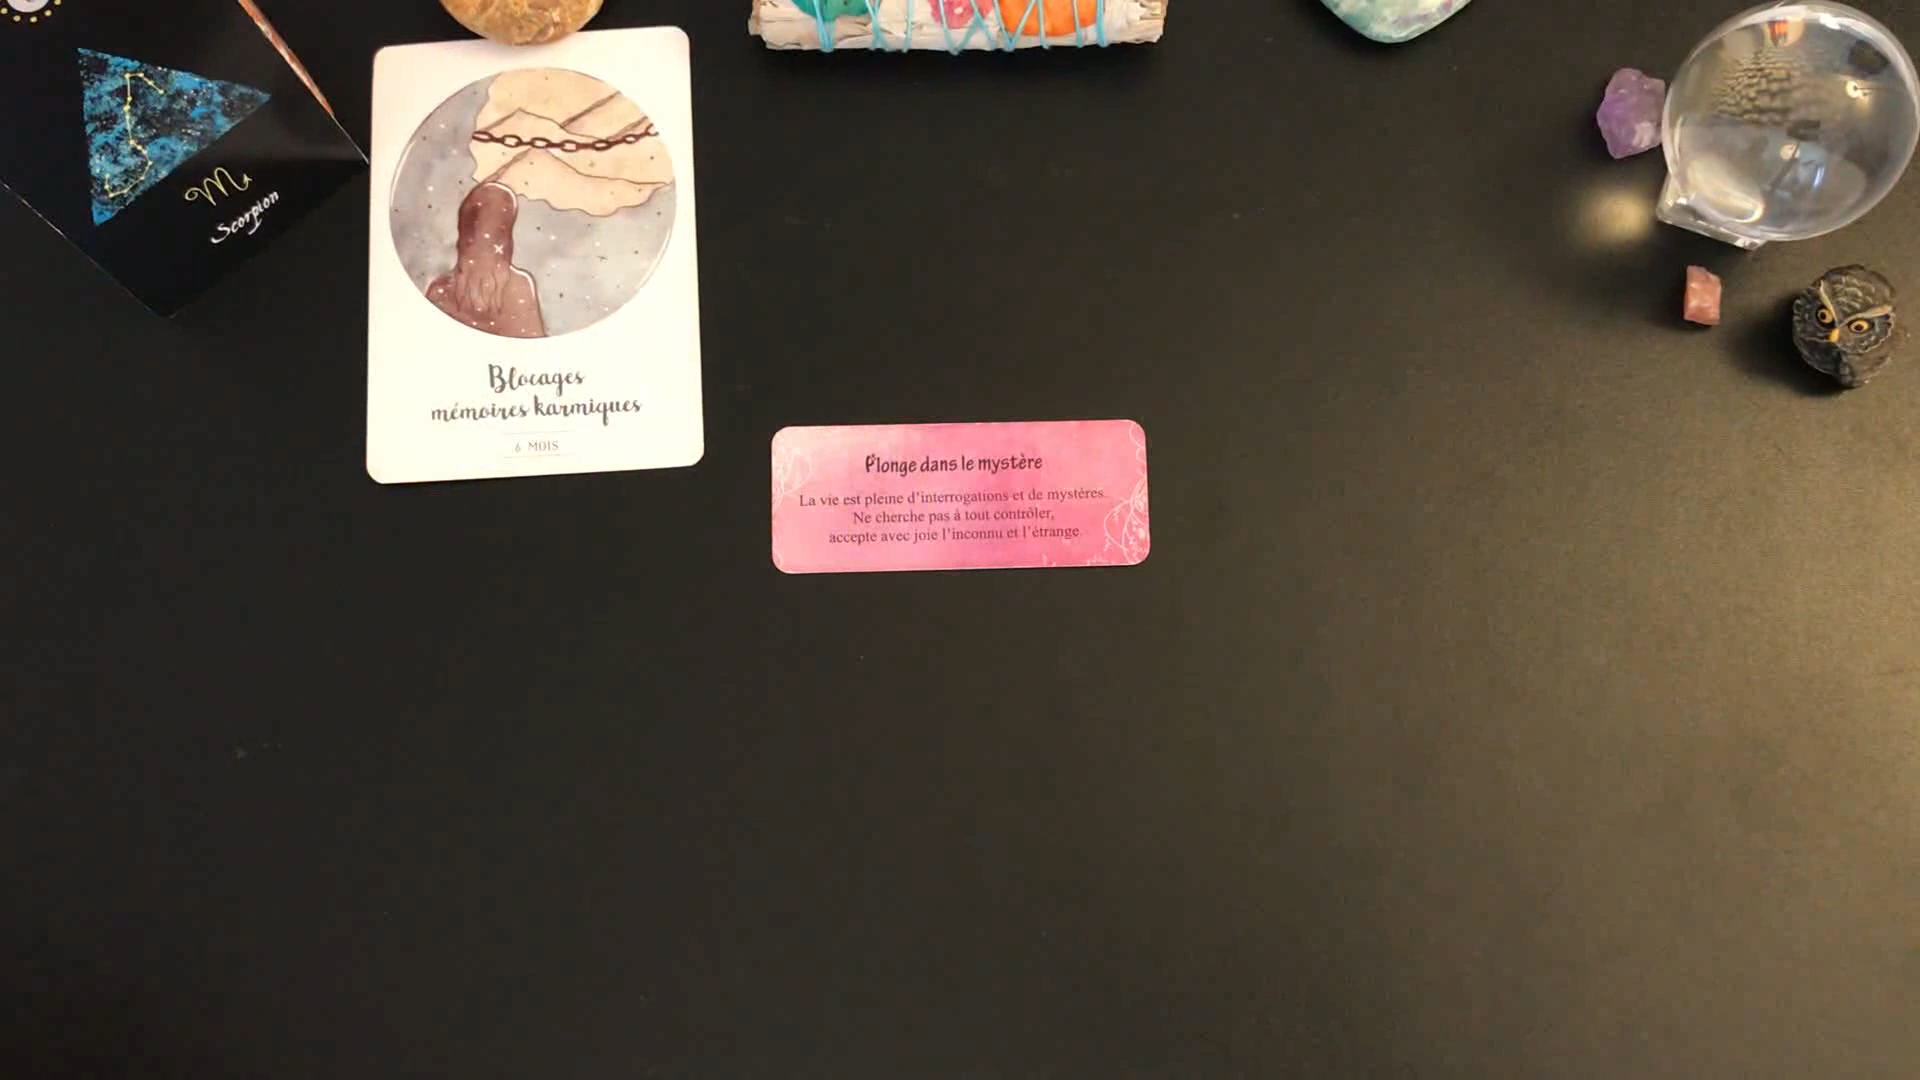 Scorpion
Blocages
mémoires karmiques
6 MOIS
Plonge dans le mystère
La vie est pleine d'interrogations et de mystères.
Ne cherche pas à tout contrôler,
accepte avec joie l'inconnu et l'étrange.